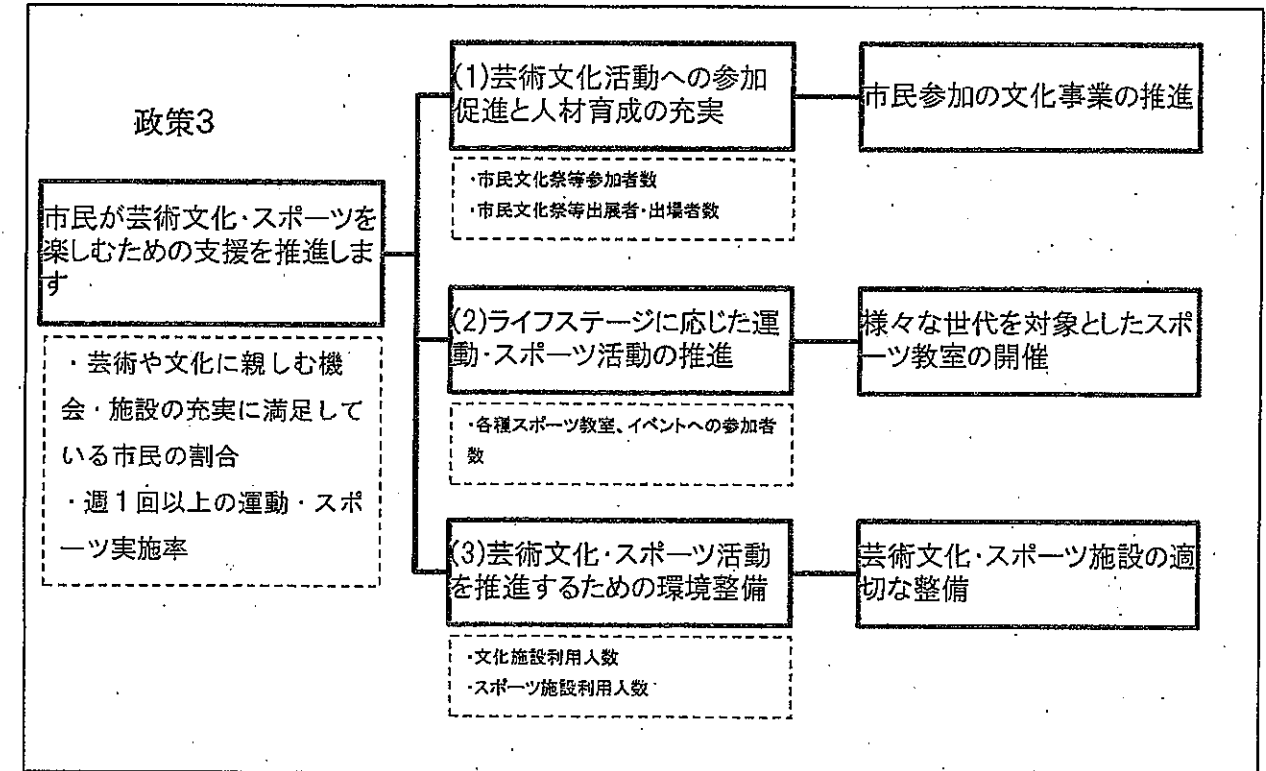 政策3
市民が芸術文化・スポーツを
楽しむための支援を推進しま
す
・芸術や文化に親しむ機
会・施設の充実に満足して
いる市民の割合
・週1回以上の運動・スポ
ーツ実施率
(1)芸術文化活動への参加
促進と人材育成の充実
・市民文化祭等参加者数
・市民文化祭等出展者・出場者数
市民参加の文化事業の推進
(2)ライフステージに応じた運
動・スポーツ活動の推進
・各種スポーツ教室、イベントへの参加者
数
様々な世代を対象としたスポ
ーツ教室の開催
(3)芸術文化・スポーツ活動
を推進するための環境整備
・文化施設利用人数
・スポーツ施設利用人数
芸術文化・スポーツ施設の適
切な整備